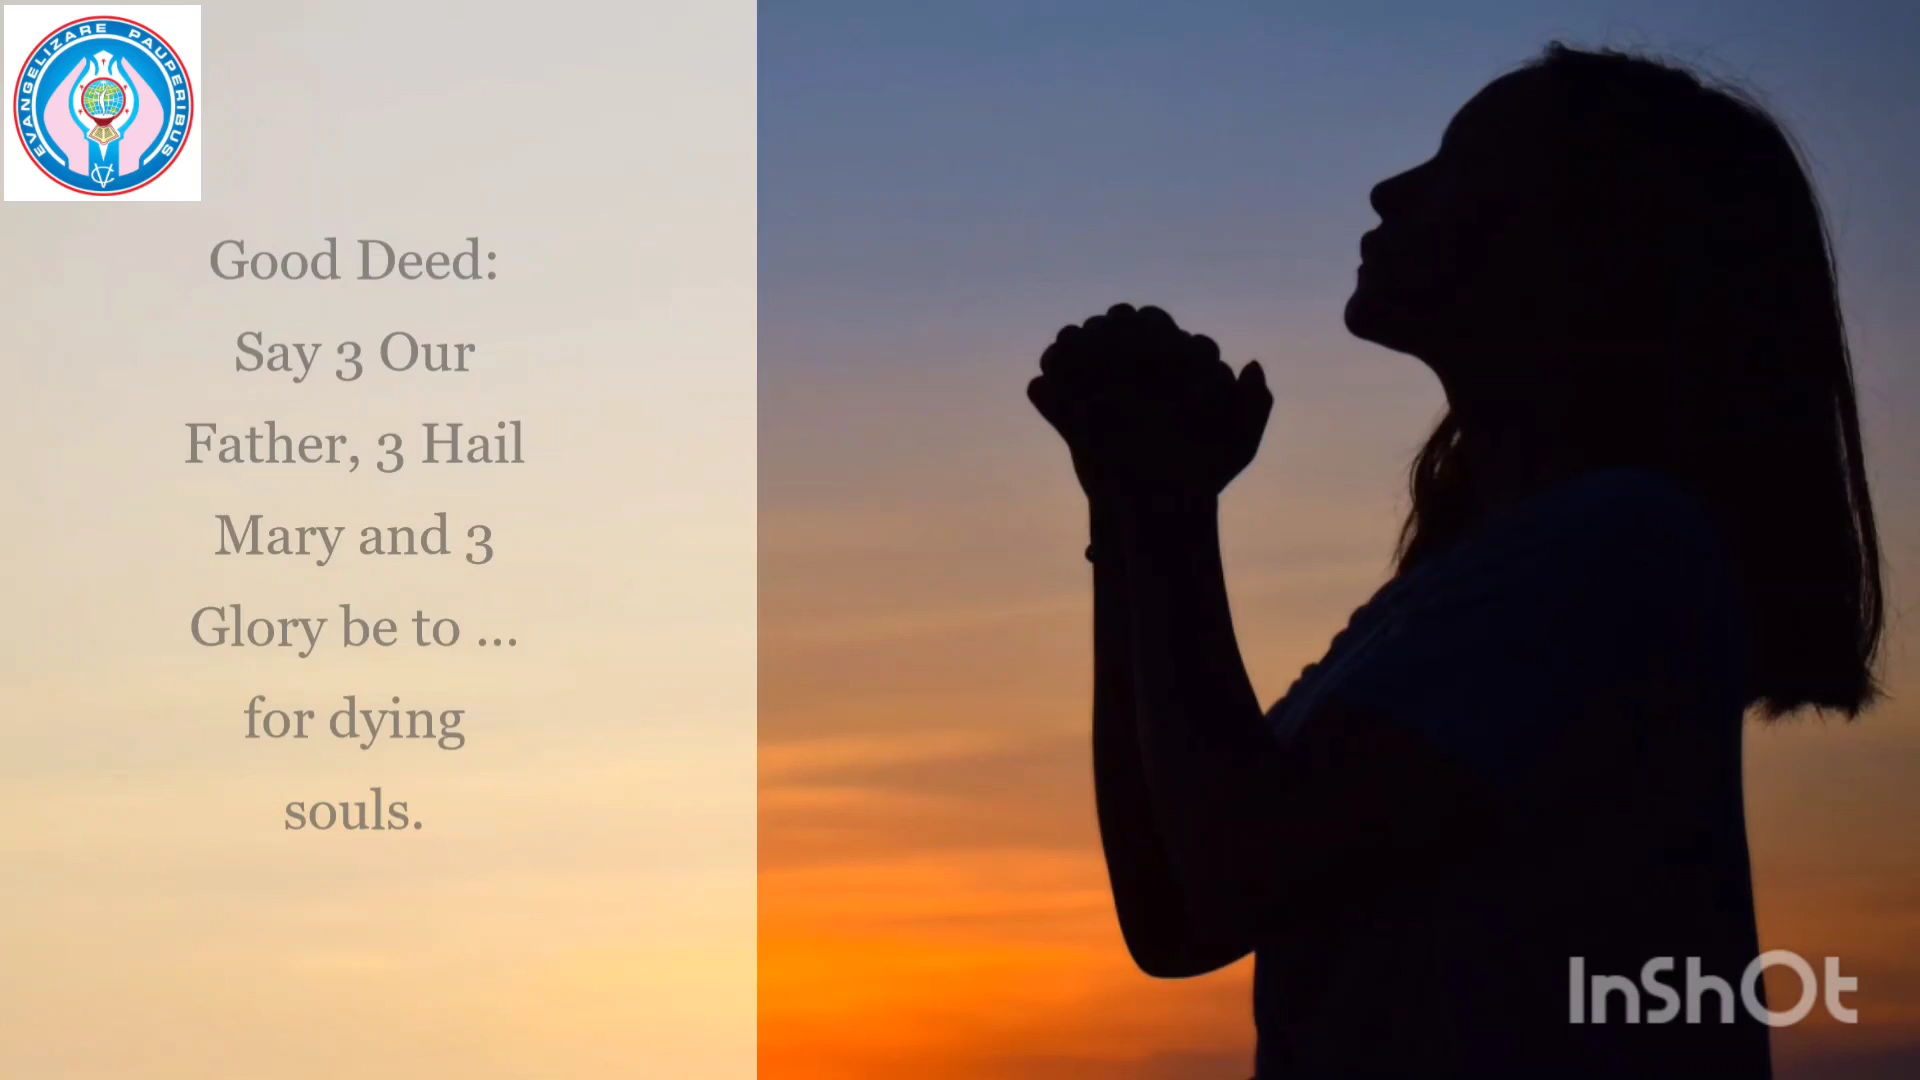 EVANGELIZARE PAUPERIBUS
Good Deed:
Say 3 Our
Father, 3 Hail
Mary and 3
Glory be to ...
for dying
souls.
InShOt